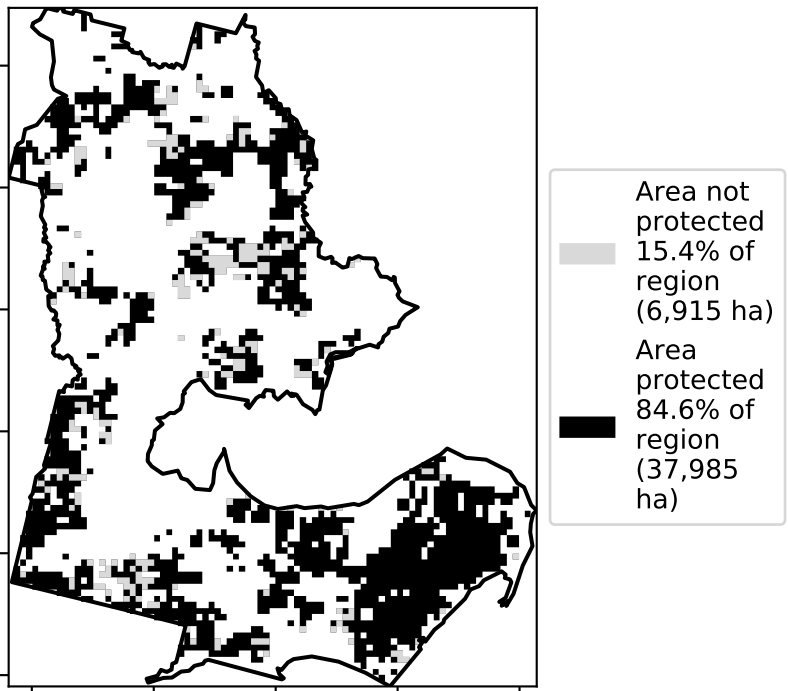 Area not
protected
15.4% of
region
(6,915 ha)
Area
protected
84.6% of
region
(37,985
ha)